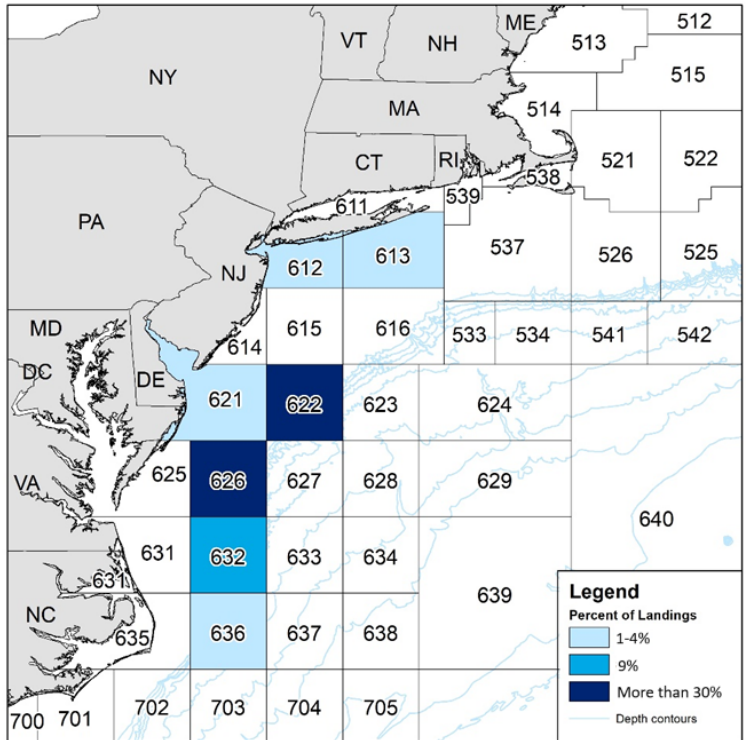 ME
512
VT
NH
513
NY
515
MA
514
CT
RI
521
522
538
539
611
PA
537
526
525
612
613
NJ
MD
615
616
533
534
541
542
614
DC
DE
621
622
623
624
VA
625
626
627
628
629
640
631
632
633
634
631
639
NC
635
636
637
638
700
701
702
703
704
705
Legend
Percent of Landings
1-4%
9%
More than 30%
Depth contours